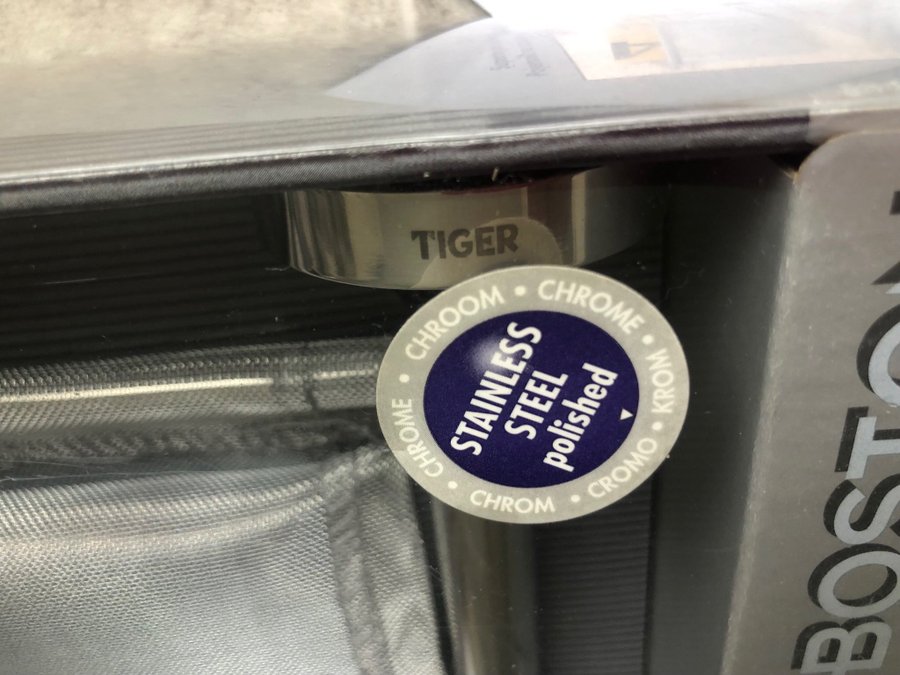 TIGER
CHROOM • CHROME • KROM • CROMO • CHROM • CHROME •
STAINLESS
STEEL
polished
BOSTON